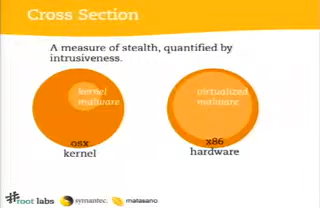 Cross Section
A measure of stealth, quantified by
intrusiveness.
kernel
malware
virtualized
malware
osx
kernel
x86
hardware
root labs
symantec.
matasano